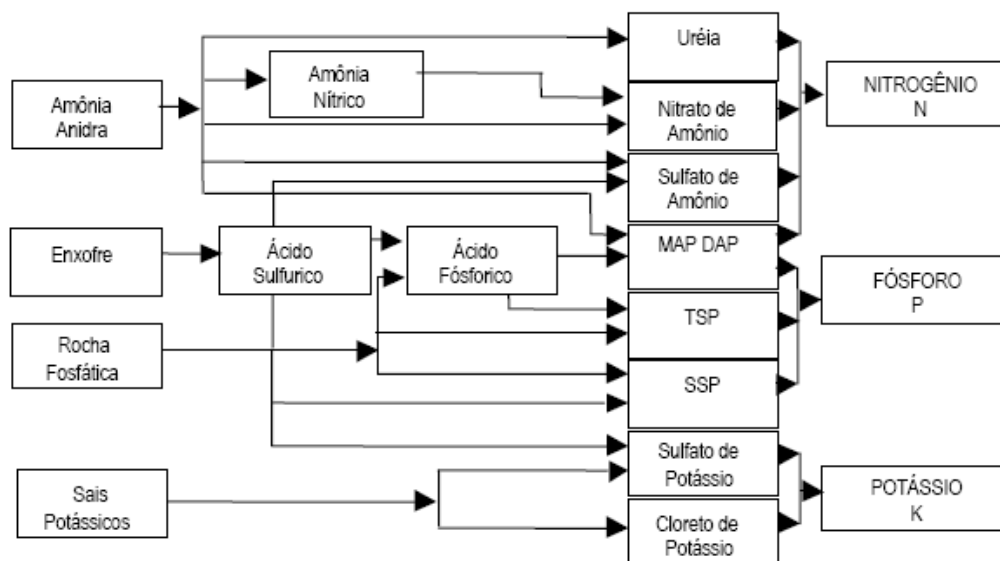 Amônia
Anidra
Enxofre
Rocha
Fosfática
Sais
Potássicos
Amônia
Nítrico
Ácido
Sulfurico
Ácido
Fósforico
Uréia
Nitrato de
Amônio
Sulfato de
Amônio
MAP DAP
TSP
SSP
Sulfato de
Potássio
Cloreto de
Potássio
NITROGÊNIO
N
FÓSFORO
P
POTÁSSIO
K